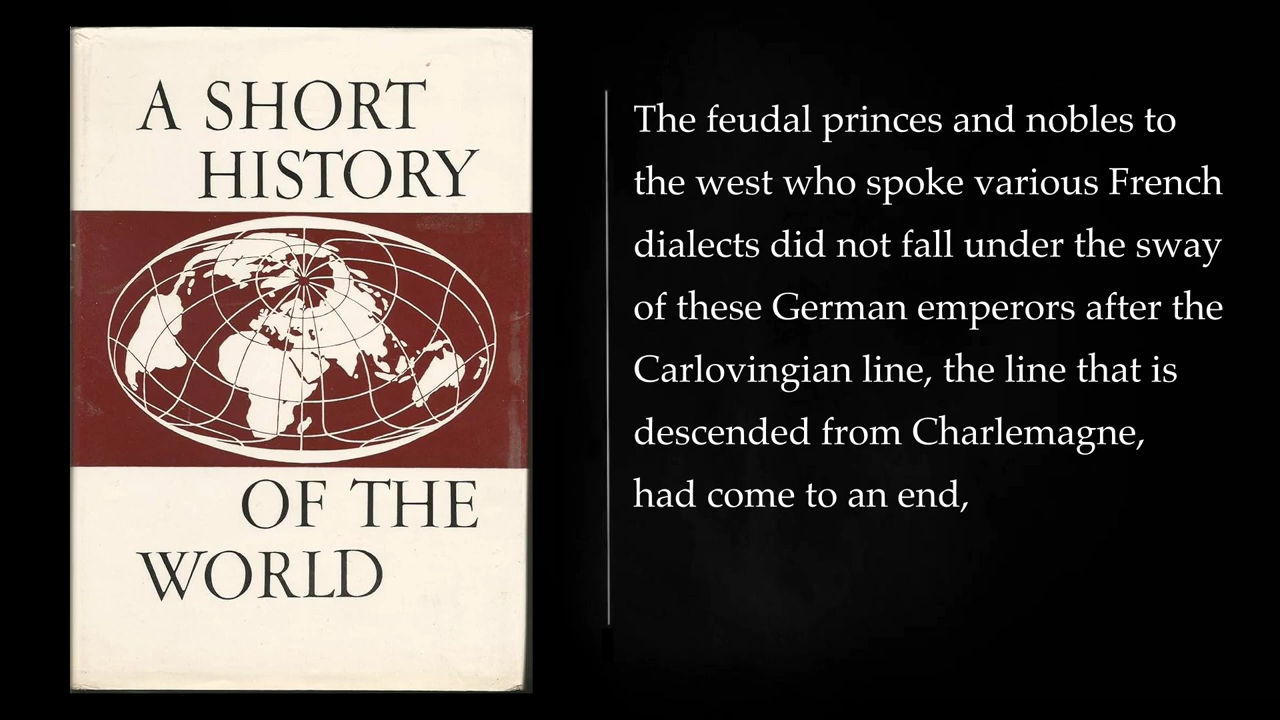 A SHORT
HISTORY
OF THE
WORLD
The feudal princes and nobles to
the west who spoke various French
dialects did not fall under the sway
of these German emperors after the
Carlovingian line, the line that is
descended from Charlemagne,
had come to an end,